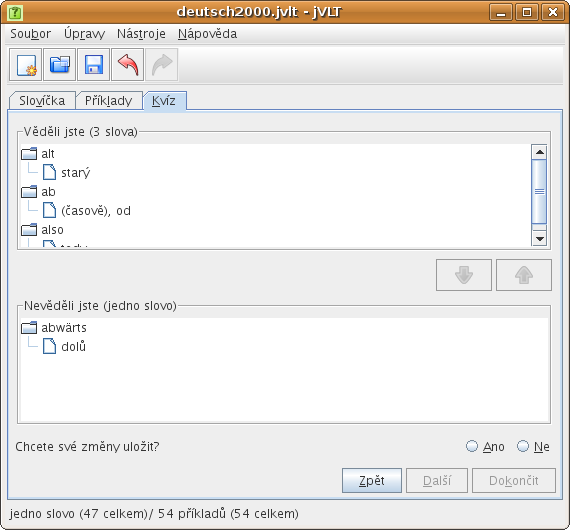 deutsch2000.jvlt - jVLT
Soubor Úpravy Nástroje Nápověda
Slovíčka Příklady Kvíz
Věděli jste (3 slova)
alt
starý
ab
(časově), od
also
Nevěděli jste (jedno slovo)
abwärts
dolů
Chcete své změny uložit? Ano Ne
Zpět Další Dokončit
jedno slovo (47 celkem)/ 54 příkladů (54 celkem)